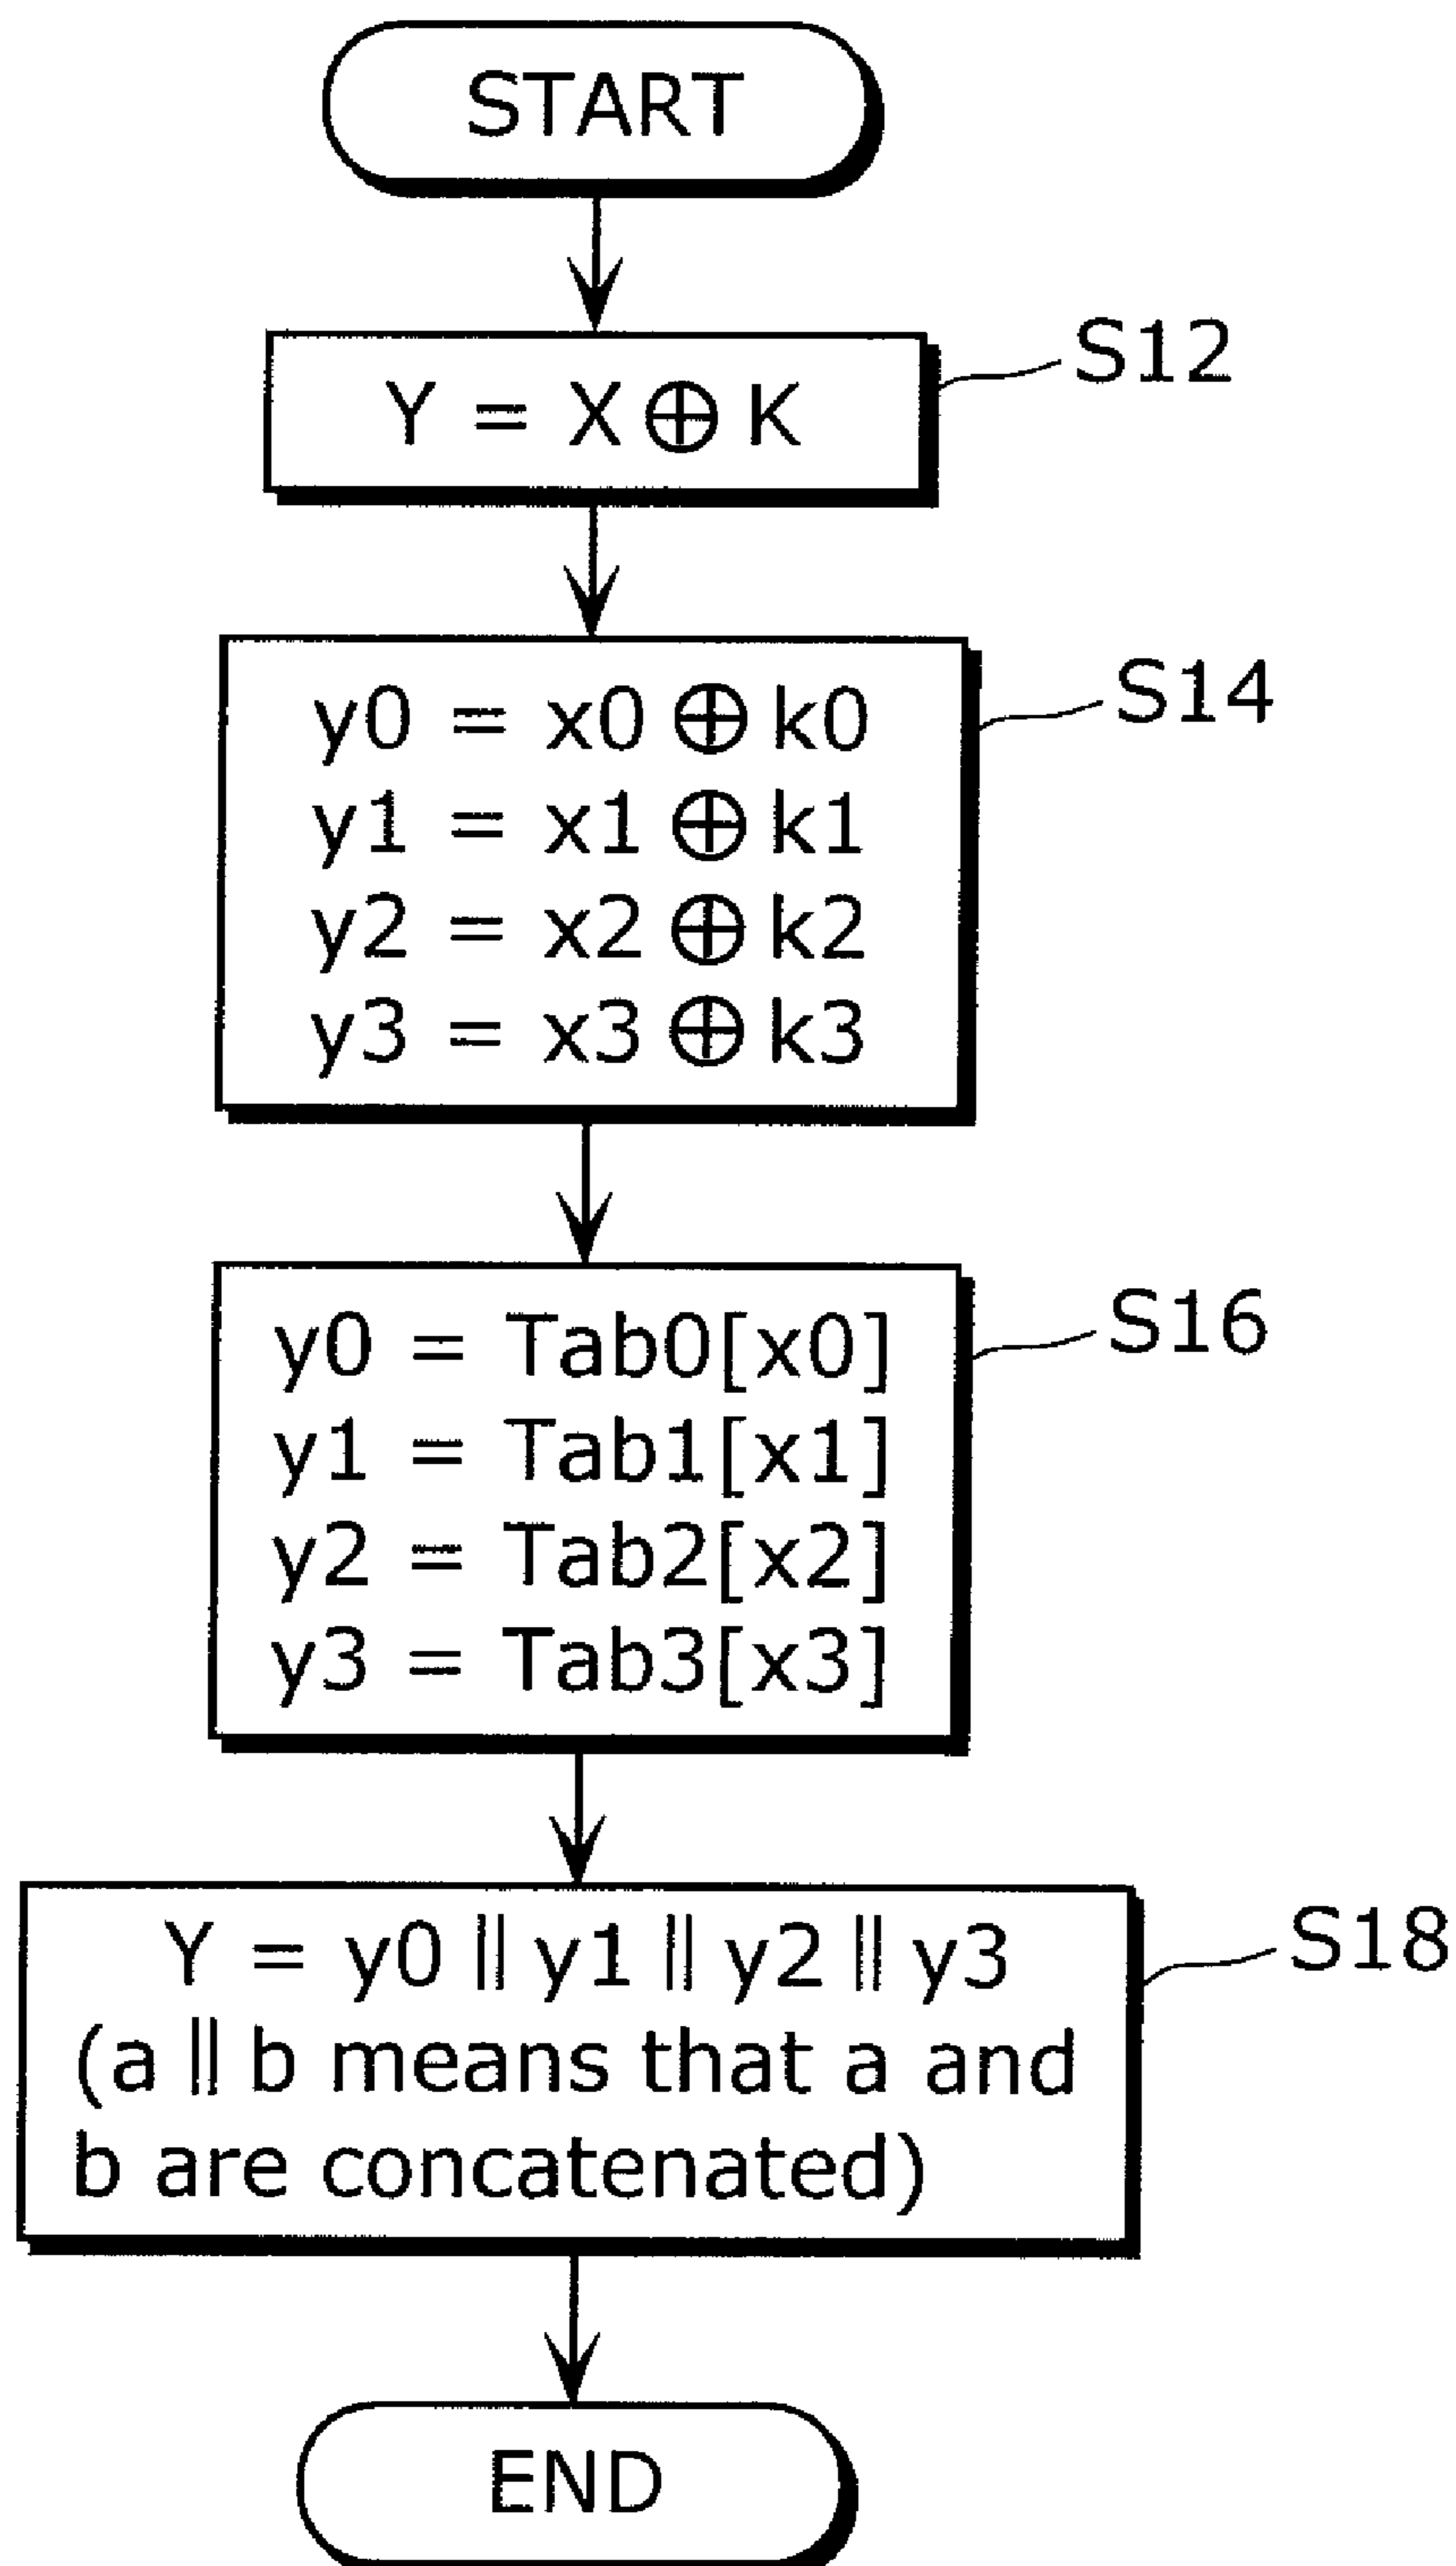 START
Y = X ⊕ K
S12
y0 = x0 ⊕ k0
y1 = x1 ⊕ k1
y2 = x2 ⊕ k2
y3 = x3 ⊕ k3
S14
y0 = Tab0[x0]
y1 = Tab1[x1]
y2 = Tab2[x2]
y3 = Tab3[x3]
S16
Y = y0 || y1 || y2 || y3
(a || b means that a and
b are concatenated)
S18
END